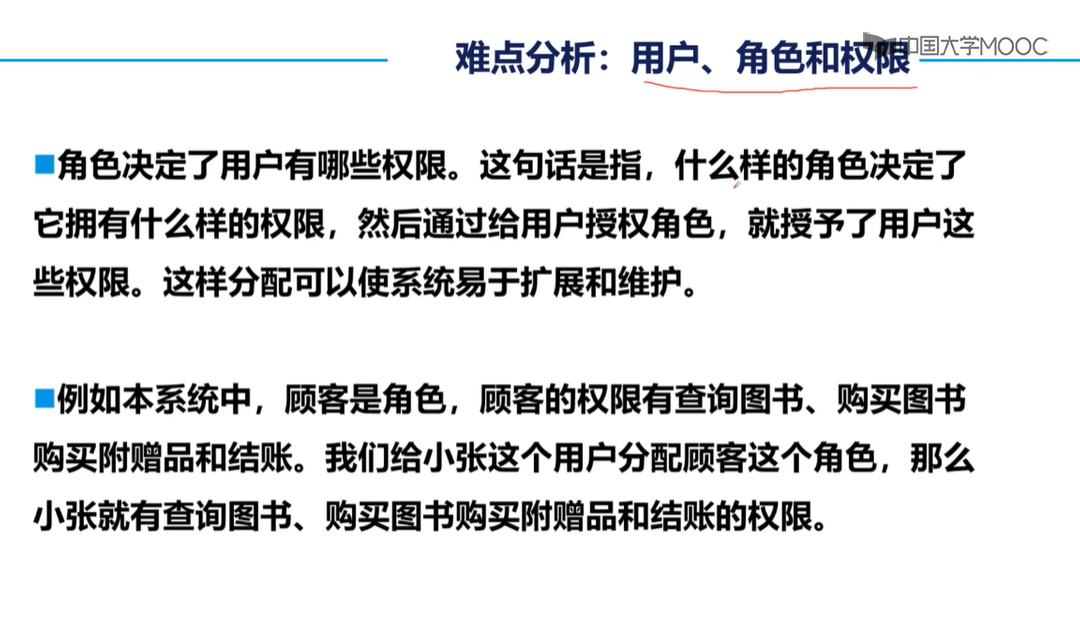 难点分析：用户、角色和权限
中国大学MOOC
角色决定了用户有哪些权限。这句话是指，什么样的角色决定了
它拥有什么样的权限，然后通过给用户授权角色，就授予了用户这
些权限。这样分配可以使系统易于扩展和维护。
例如本系统中，顾客是角色，顾客的权限有查询图书、购买图书
购买附赠品和结账。我们给小张这个用户分配顾客这个角色，那么
小张就有查询图书、购买图书购买附赠品和结账的权限。